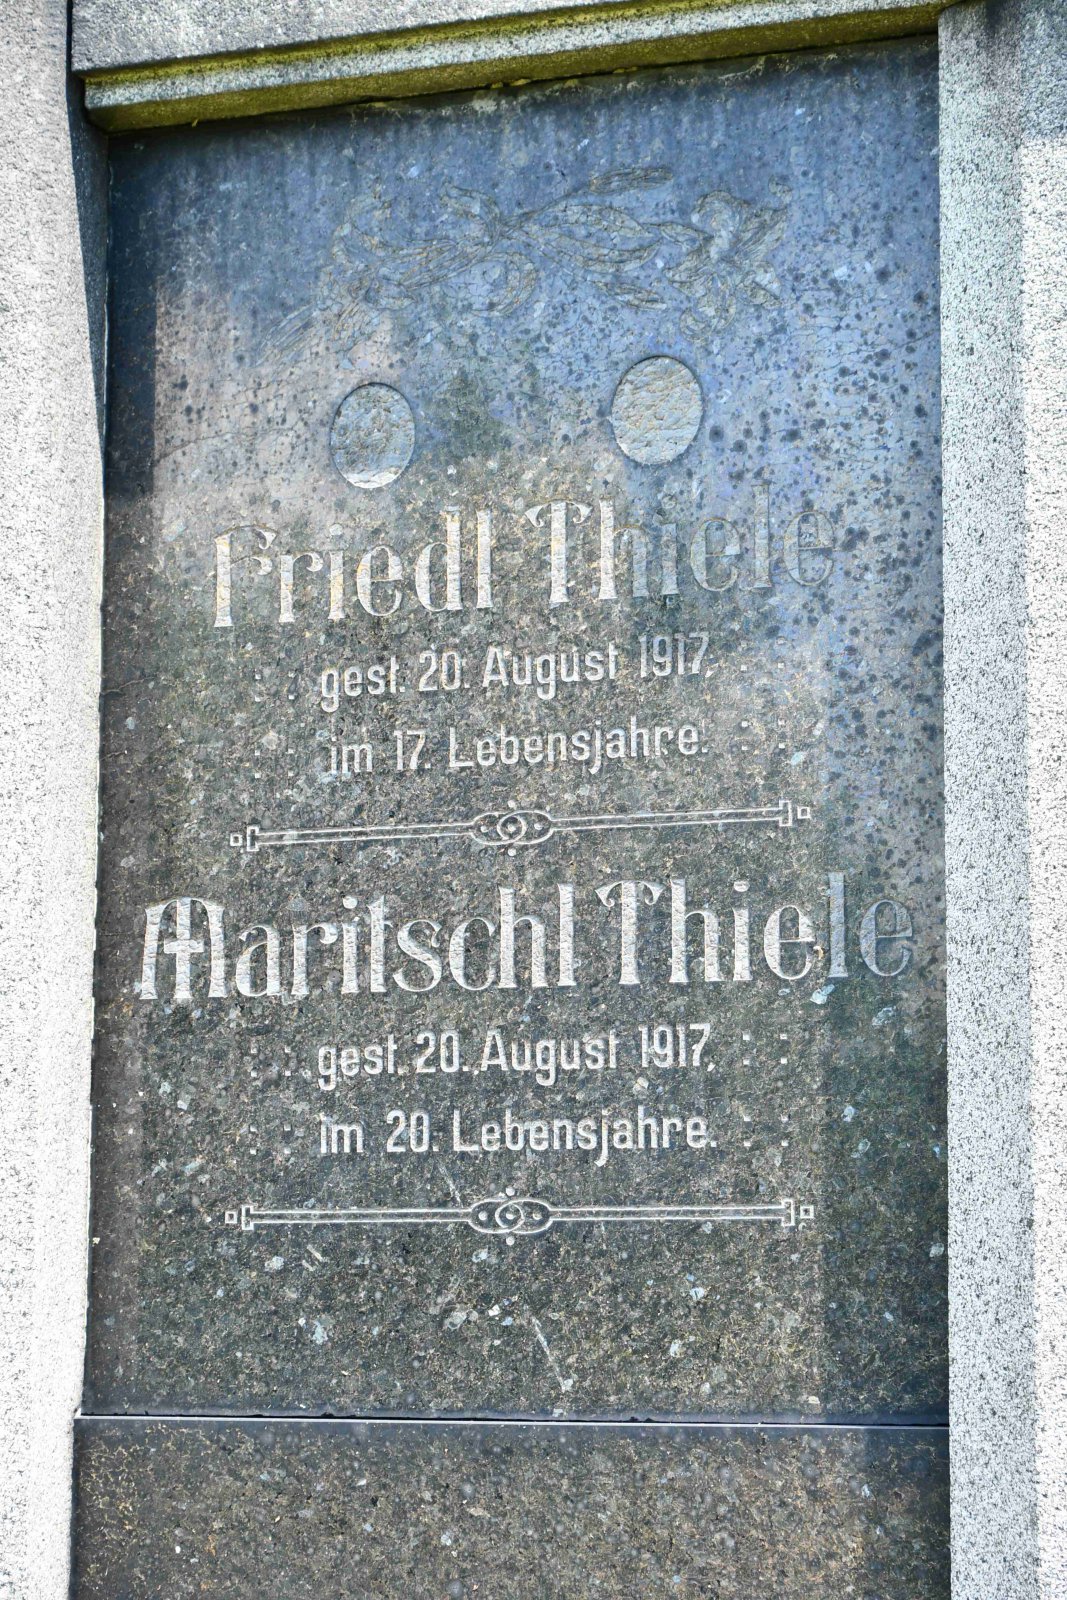 Friedl Thiele
gest. 20. August 1917,
im 17. Lebensjahre.
Maritschl Thiele
gest. 20. August 1917,
im 20. Lebensjahre.